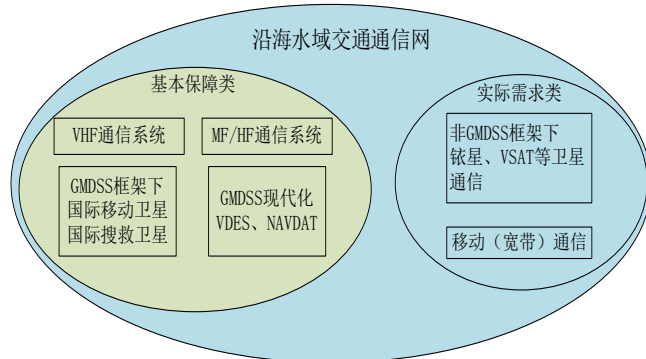 沿海水域交通通信网
基本保障类
VHF通信系统
MF/HF通信系统
GMDSS框架下
国际移动卫星
国际搜救卫星
GMDSS现代化
VDES、NAVDAT
实际需求类
非GMDSS框架下
铱星、VSAT等卫星
通信
移动（宽带）通信